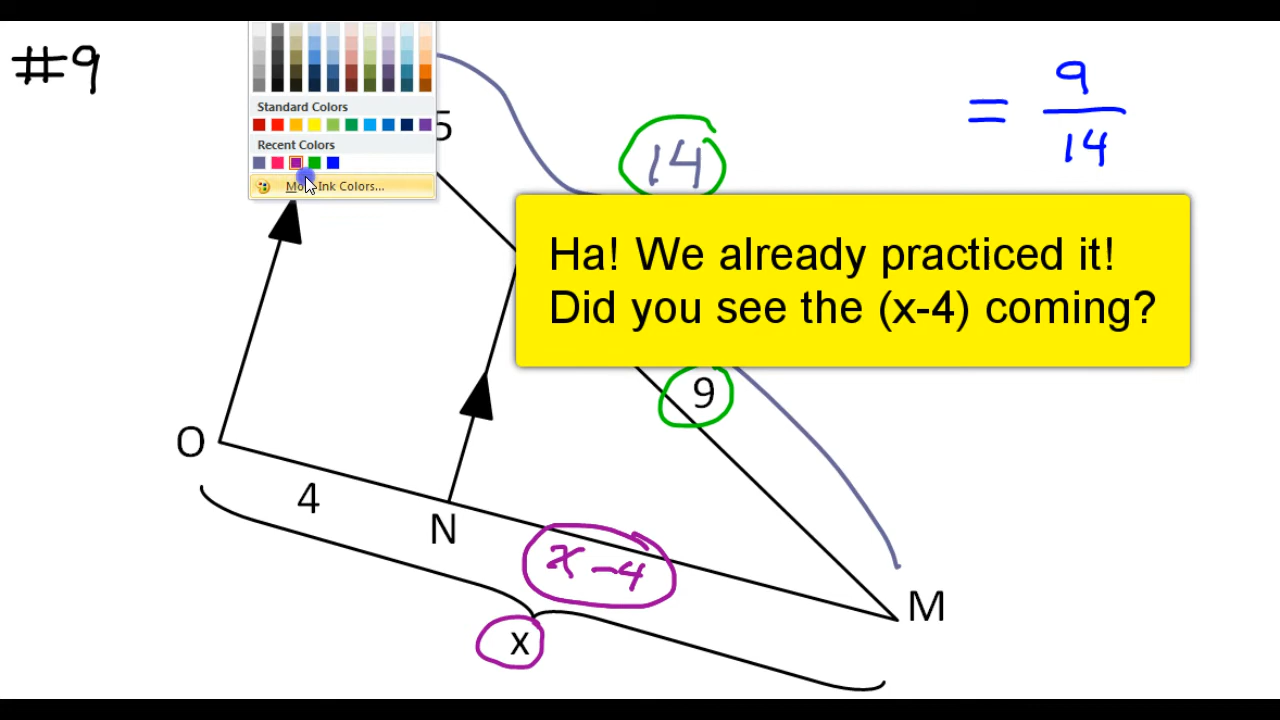 #9
Standard Colors
Recent Colors
More Ink Colors...
5
14
= 9/14
Ha! We already practiced it!
Did you see the (x-4) coming?
9
O
4
N
x-4
M
x